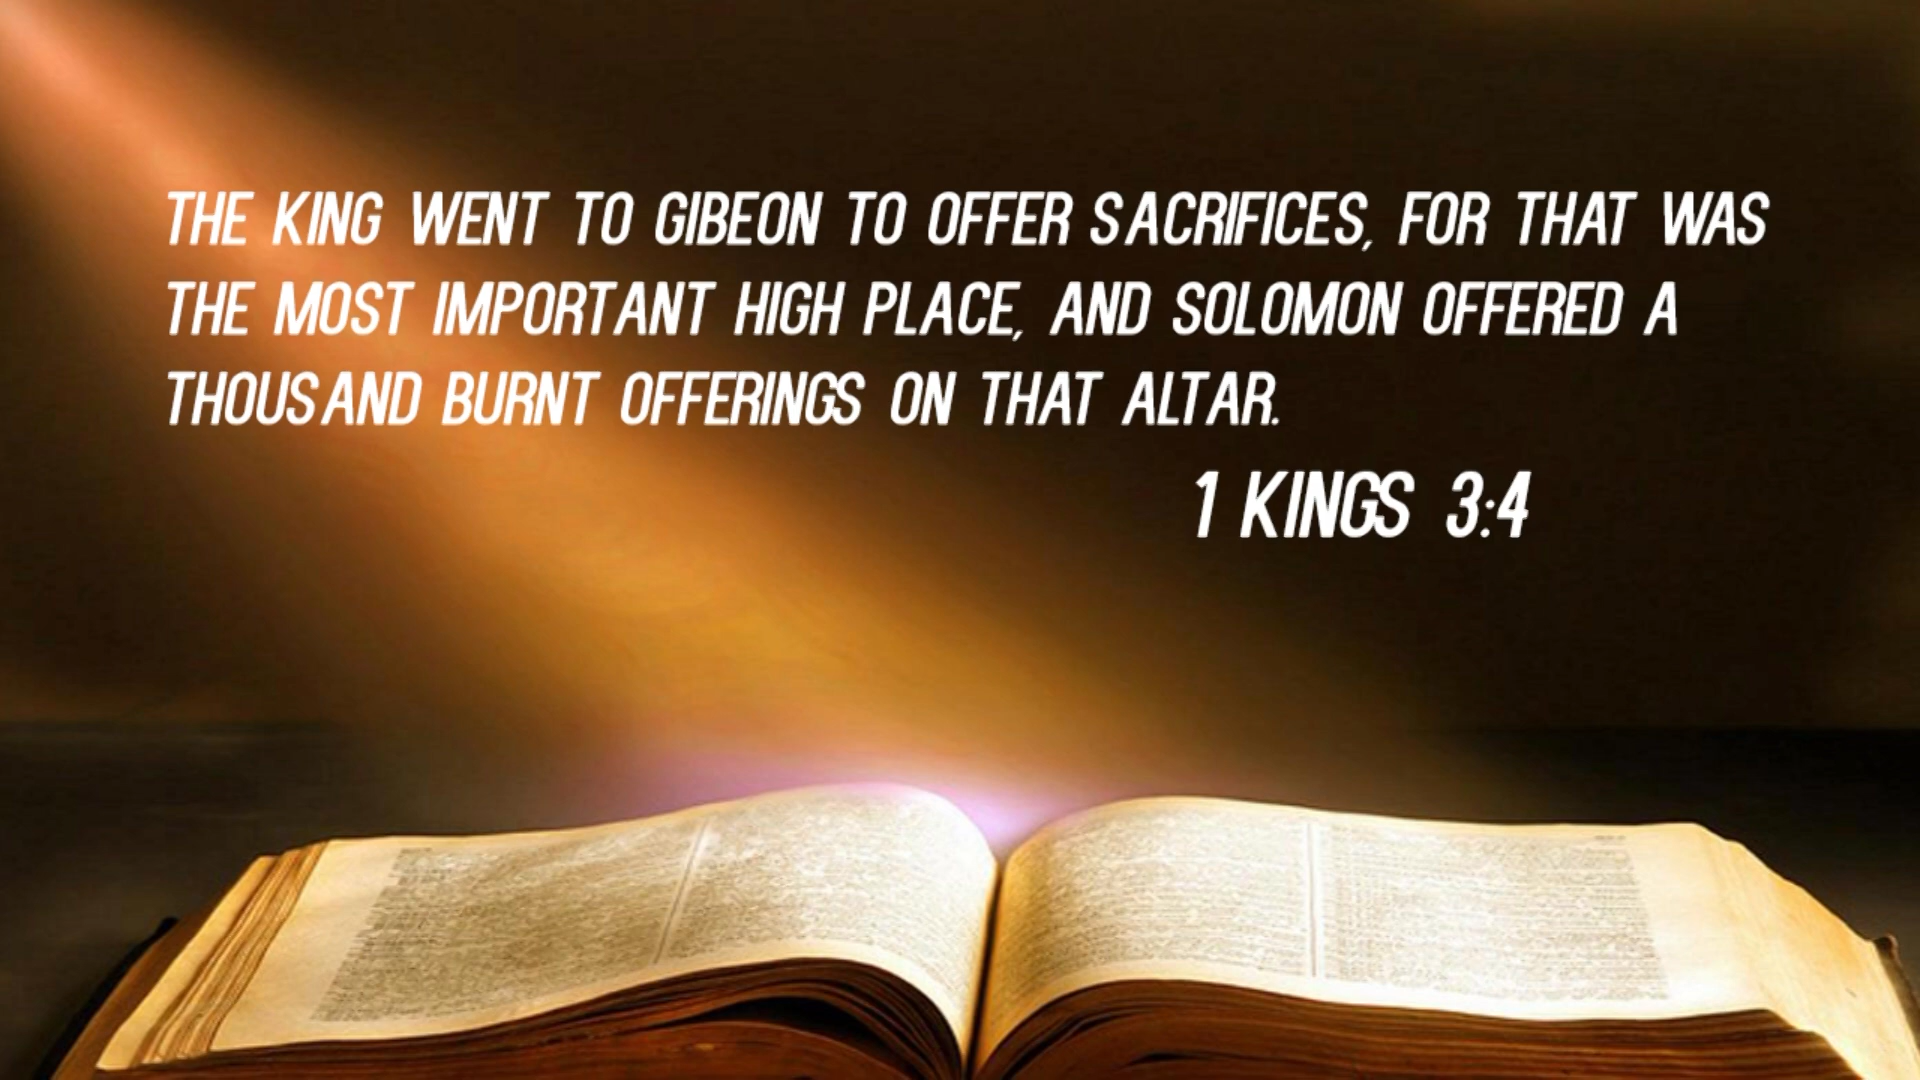 THE KING WENT TO GIBEON TO OFFER SACRIFICES, FOR THAT WAS
THE MOST IMPORTANT HIGH PLACE, AND SOLOMON OFFERED A
THOUSAND BURNT OFFERINGS ON THAT ALTAR.
1 KINGS 3:4